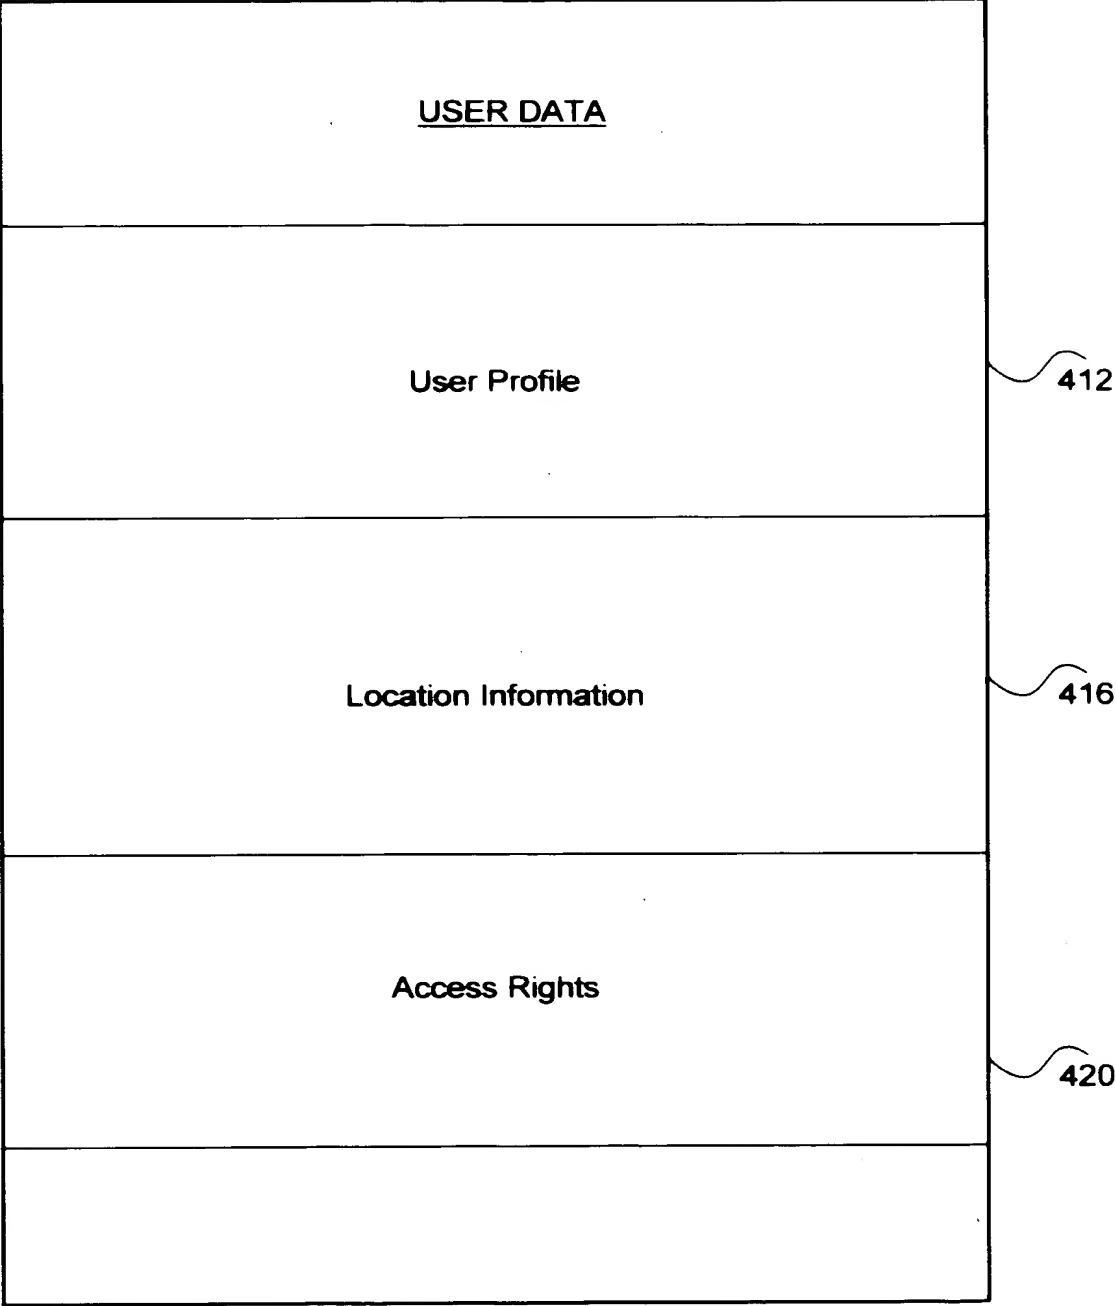 USER DATA
User Profile
412
Location Information
416
Access Rights
420